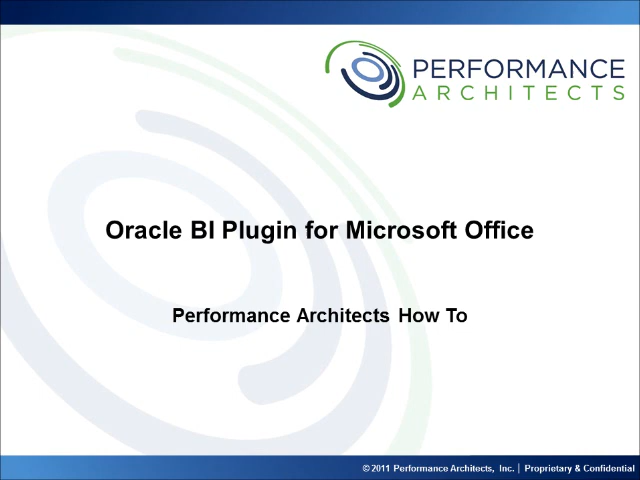 PERFORMANCE
ARCHITECTS
Oracle BI Plugin for Microsoft Office
Performance Architects How To
© 2011 Performance Architects, Inc. | Proprietary & Confidential